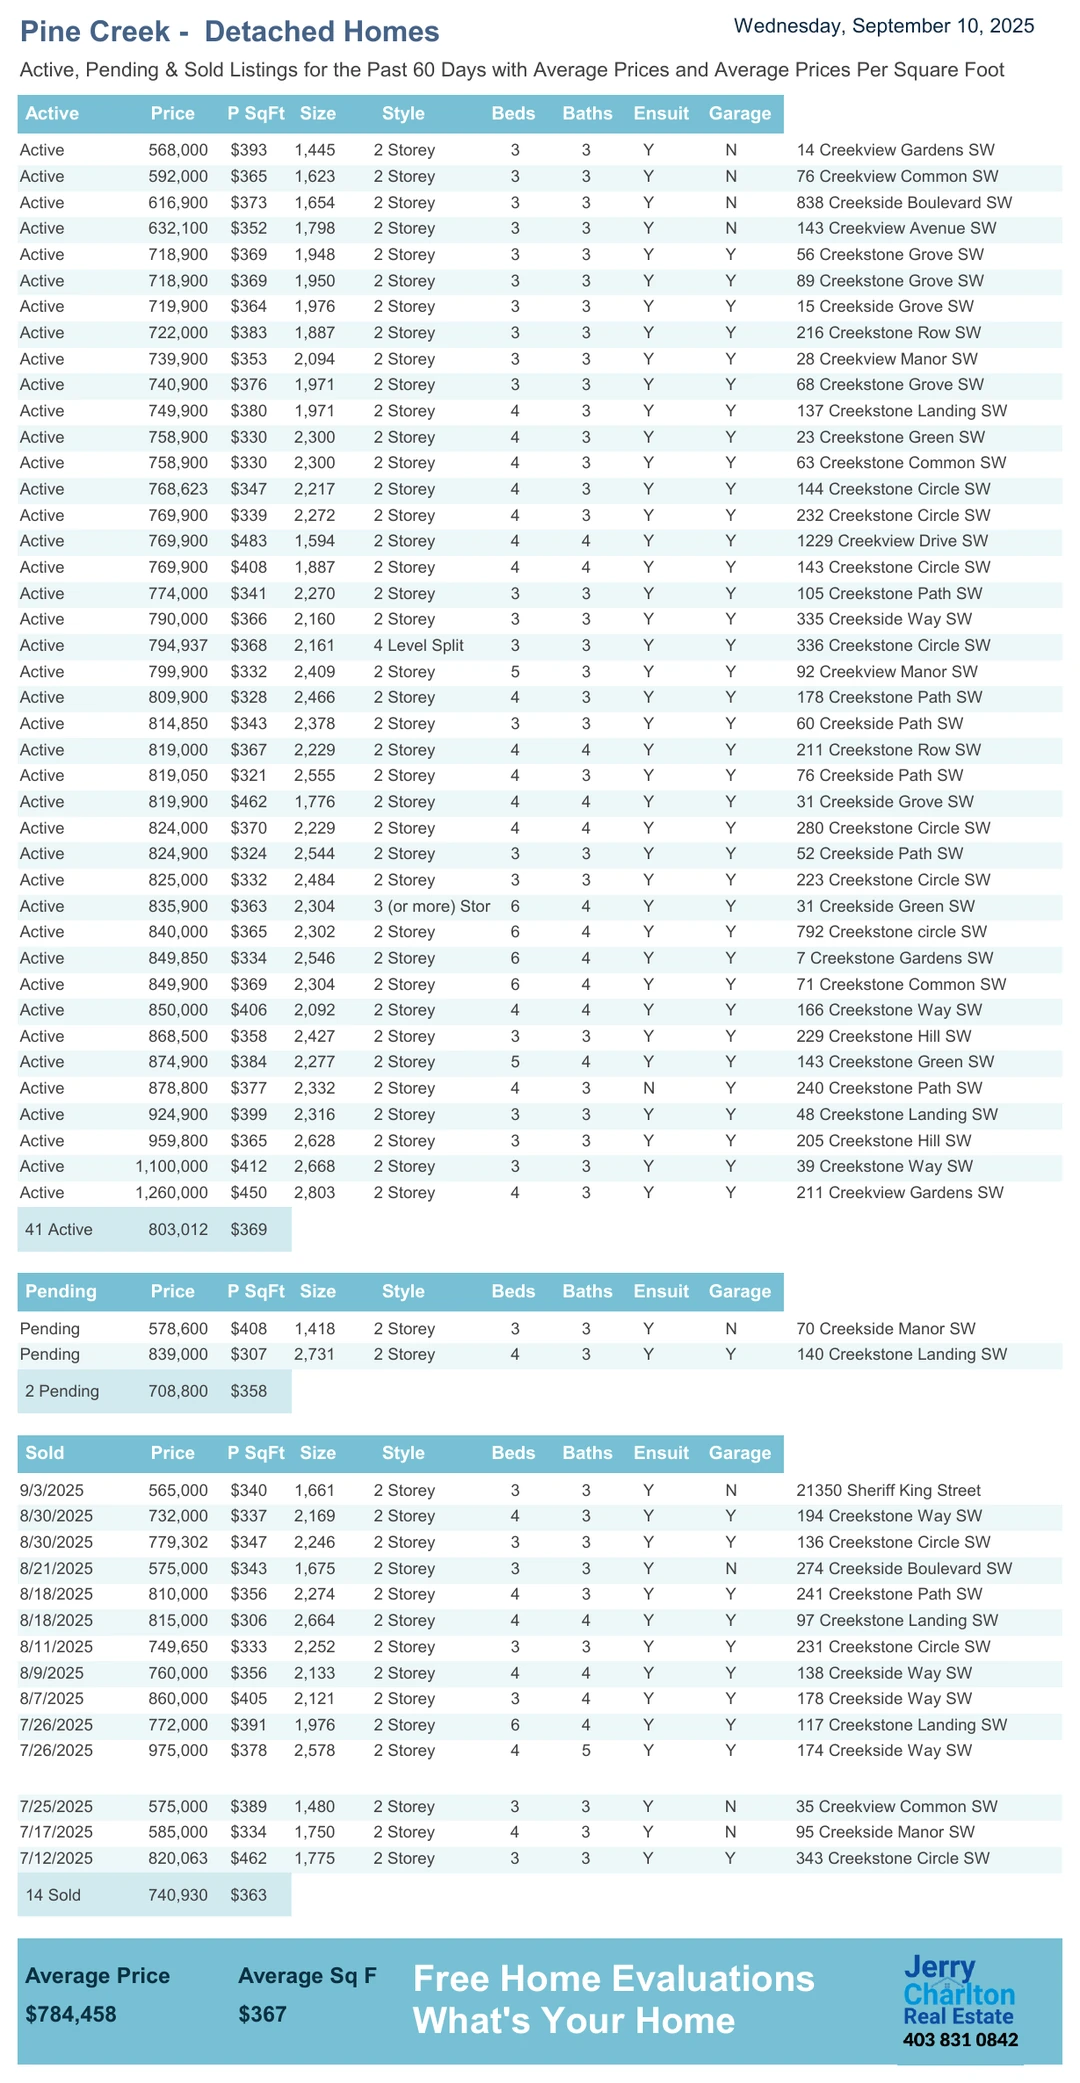 Pine Creek - Detached Homes
Wednesday, September 10, 2025
Active, Pending & Sold Listings for the Past 60 Days with Average Prices and Average Prices Per Square Foot
Active Price P SqFt Size Style Beds Baths Ensuit Garage
Active 568,000 $393 1,445 2 Storey 3 3 Y N 14 Creekview Gardens SW
Active 592,000 $365 1,623 2 Storey 3 3 Y N 76 Creekview Common SW
Active 616,900 $373 1,654 2 Storey 3 3 Y N 838 Creekside Boulevard SW
Active 632,100 $352 1,798 2 Storey 3 3 Y N 143 Creekview Avenue SW
Active 718,900 $369 1,948 2 Storey 3 3 Y Y 56 Creekstone Grove SW
Active 718,900 $369 1,950 2 Storey 3 3 Y Y 89 Creekstone Grove SW
Active 719,900 $364 1,976 2 Storey 3 3 Y Y 15 Creekside Grove SW
Active 722,000 $383 1,887 2 Storey 3 3 Y Y 216 Creekstone Row SW
Active 739,900 $353 2,094 2 Storey 3 3 Y Y 28 Creekview Manor SW
Active 740,900 $376 1,971 2 Storey 3 3 Y Y 68 Creekstone Grove SW
Active 749,900 $380 1,971 2 Storey 4 3 Y Y 137 Creekstone Landing SW
Active 758,900 $330 2,300 2 Storey 4 3 Y Y 23 Creekstone Green SW
Active 758,900 $330 2,300 2 Storey 4 3 Y Y 63 Creekstone Common SW
Active 768,623 $347 2,217 2 Storey 4 3 Y Y 144 Creekstone Circle SW
Active 769,900 $339 2,272 2 Storey 4 3 Y Y 232 Creekstone Circle SW
Active 769,900 $483 1,594 2 Storey 4 4 Y Y 1229 Creekview Drive SW
Active 769,900 $408 1,887 2 Storey 4 4 Y Y 143 Creekstone Circle SW
Active 774,000 $341 2,270 2 Storey 3 3 Y Y 105 Creekstone Path SW
Active 790,000 $366 2,160 2 Storey 3 3 Y Y 335 Creekside Way SW
Active 794,937 $368 2,161 4 Level Split 3 3 Y Y 336 Creekstone Circle SW
Active 799,900 $332 2,409 2 Storey 5 3 Y Y 92 Creekview Manor SW
Active 809,900 $328 2,466 2 Storey 4 3 Y Y 178 Creekstone Path SW
Active 814,850 $343 2,378 2 Storey 3 3 Y Y 60 Creekside Path SW
Active 819,000 $367 2,229 2 Storey 4 4 Y Y 211 Creekstone Row SW
Active 819,050 $321 2,555 2 Storey 4 3 Y Y 76 Creekside Path SW
Active 819,900 $462 1,776 2 Storey 4 4 Y Y 31 Creekside Grove SW
Active 824,000 $370 2,229 2 Storey 4 4 Y Y 280 Creekstone Circle SW
Active 824,900 $324 2,544 2 Storey 3 3 Y Y 52 Creekside Path SW
Active 825,000 $332 2,484 2 Storey 3 3 Y Y 223 Creekstone Circle SW
Active 835,900 $363 2,304 3 (or more) Stor 6 4 Y Y 31 Creekside Green SW
Active 840,000 $365 2,302 2 Storey 6 4 Y Y 792 Creekstone circle SW
Active 849,850 $334 2,546 2 Storey 6 4 Y Y 7 Creekstone Gardens SW
Active 849,900 $369 2,304 2 Storey 6 4 Y Y 71 Creekstone Common SW
Active 850,000 $406 2,092 2 Storey 4 4 Y Y 166 Creekstone Way SW
Active 868,500 $358 2,427 2 Storey 3 3 Y Y 229 Creekstone Hill SW
Active 874,900 $384 2,277 2 Storey 5 4 Y Y 143 Creekstone Green SW
Active 878,800 $377 2,332 2 Storey 4 3 N Y 240 Creekstone Path SW
Active 924,900 $399 2,316 2 Storey 3 3 Y Y 48 Creekstone Landing SW
Active 959,800 $365 2,628 2 Storey 3 3 Y Y 205 Creekstone Hill SW
Active 1,100,000 $412 2,668 2 Storey 3 3 Y Y 39 Creekstone Way SW
Active 1,260,000 $450 2,803 2 Storey 4 3 Y Y 211 Creekview Gardens SW
41 Active 803,012 $369
Pending Price P SqFt Size Style Beds Baths Ensuit Garage
Pending 578,600 $408 1,418 2 Storey 3 3 Y N 70 Creekside Manor SW
Pending 839,000 $307 2,731 2 Storey 4 3 Y Y 140 Creekstone Landing SW
2 Pending 708,800 $358
Sold Price P SqFt Size Style Beds Baths Ensuit Garage
9/3/2025 565,000 $340 1,661 2 Storey 3 3 Y N 21350 Sheriff King Street
8/30/2025 732,000 $337 2,169 2 Storey 4 3 Y Y 194 Creekstone Way SW
8/30/2025 779,302 $347 2,246 2 Storey 3 3 Y Y 136 Creekstone Circle SW
8/21/2025 575,000 $343 1,675 2 Storey 3 3 Y N 274 Creekside Boulevard SW
8/18/2025 810,000 $356 2,274 2 Storey 4 3 Y Y 241 Creekstone Path SW
8/18/2025 815,000 $306 2,664 2 Storey 4 4 Y Y 97 Creekstone Landing SW
8/11/2025 749,650 $333 2,252 2 Storey 3 3 Y Y 231 Creekstone Circle SW
8/9/2025 760,000 $356 2,133 2 Storey 4 4 Y Y 138 Creekside Way SW
8/7/2025 860,000 $405 2,121 2 Storey 3 4 Y Y 178 Creekside Way SW
7/26/2025 772,000 $391 1,976 2 Storey 6 4 Y Y 117 Creekstone Landing SW
7/26/2025 975,000 $378 2,578 2 Storey 4 5 Y Y 174 Creekside Way SW
7/25/2025 575,000 $389 1,480 2 Storey 3 3 Y N 35 Creekview Common SW
7/17/2025 585,000 $334 1,750 2 Storey 4 3 Y N 95 Creekside Manor SW
7/12/2025 820,063 $462 1,775 2 Storey 3 3 Y Y 343 Creekstone Circle SW
14 Sold 740,930 $363
Average Price Average Sq F
$784,458 $367
Free Home Evaluations
What's Your Home
Jerry
Charlton
Real Estate
403 831 0842